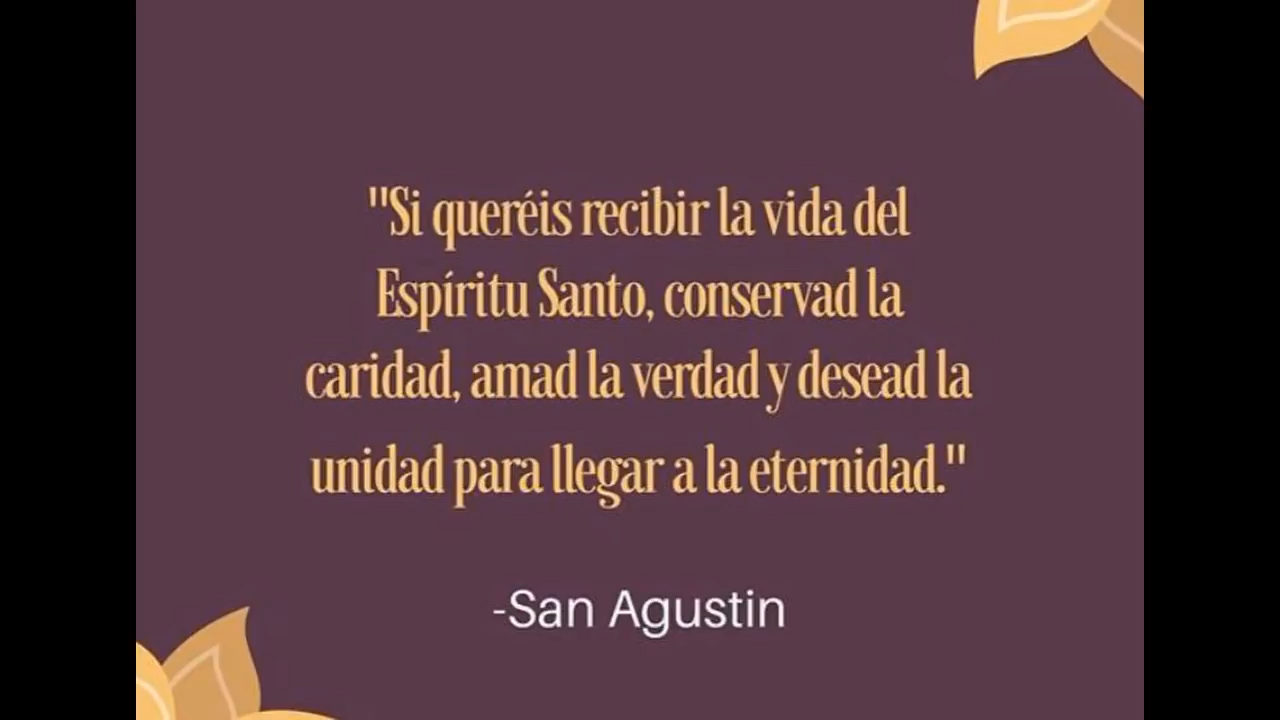 "Si queréis recibir la vida del
Espíritu Santo, conservad la
caridad, amad la verdad y desead la
unidad para llegar a la eternidad."
-San Agustin